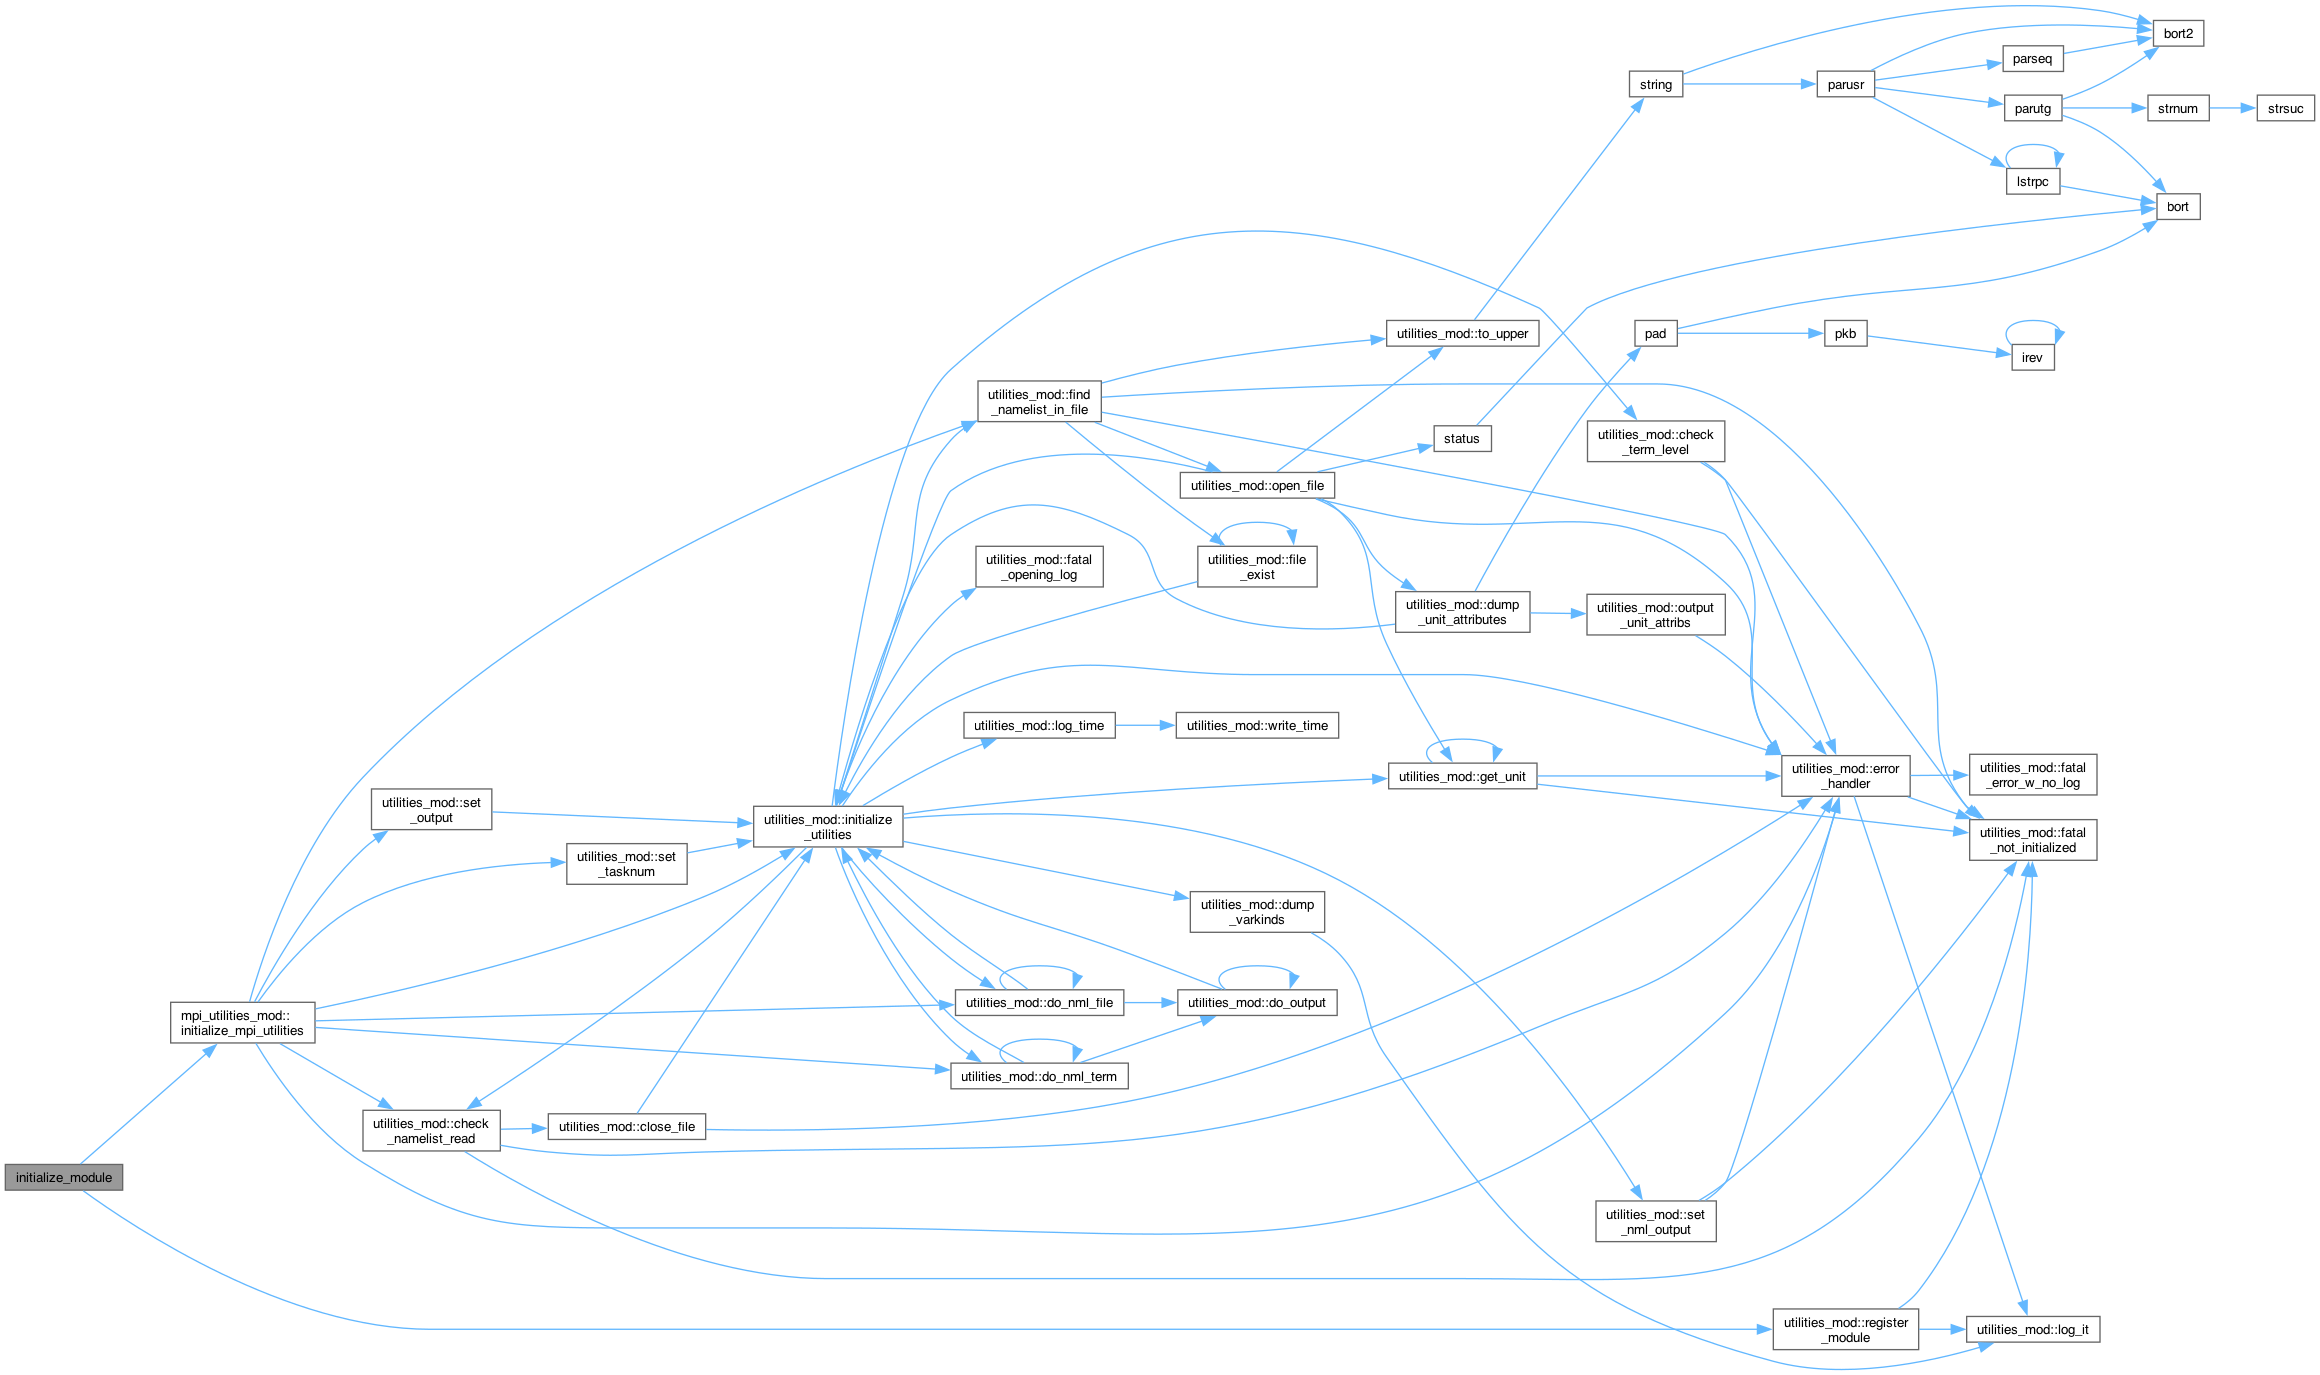 bort2
parseq
string
parusr
parutg
strnum
strsuc
lstrpc
bort
utilities_mod::to_upper
pad
pkb
irev
utilities_mod::find
_namelist_in_file
status
utilities_mod::check
_term_level
utilities_mod::open_file
utilities_mod::fatal
_opening_log
utilities_mod::file
_exist
utilities_mod::dump
_unit_attributes
utilities_mod::output
_unit_attribs
utilities_mod::log_time
utilities_mod::write_time
utilities_mod::get_unit
utilities_mod::error
_handler
utilities_mod::fatal
_error_w_no_log
utilities_mod::set
_output
utilities_mod::initialize
_utilities
utilities_mod::fatal
_not_initialized
utilities_mod::set
_tasknum
utilities_mod::dump
_varkinds
mpi_utilities_mod::
initialize_mpi_utilities
utilities_mod::do_nml_file
utilities_mod::do_output
utilities_mod::do_nml_term
utilities_mod::check
_namelist_read
utilities_mod::close_file
initialize_module
utilities_mod::set
_nml_output
utilities_mod::register
_module
utilities_mod::log_it